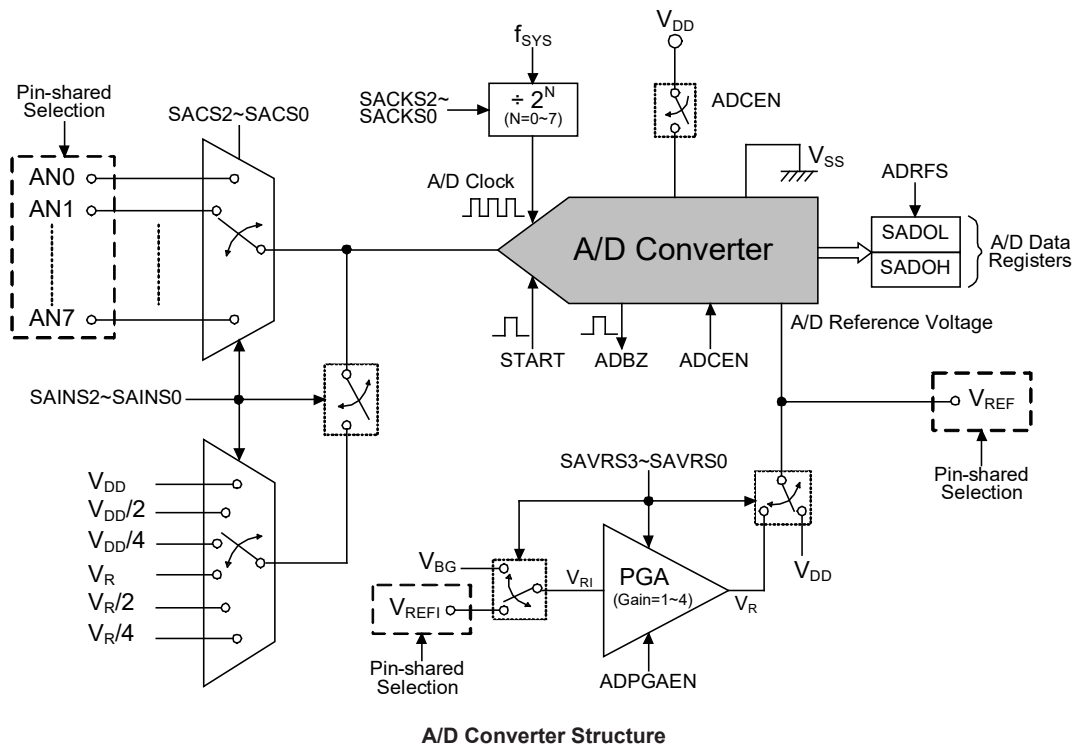 V_DD
f_SYS
Pin-shared
Selection
SACS2~SACS0
SACKS2~
SACKS0
÷ 2^N
(N=0~7)
ADCEN
V_SS
AN0
AN1
AN7
A/D Clock
ADRFS
A/D Converter
SADOL
SADOH
A/D Data
Registers
START
ADBZ
ADCEN
A/D Reference Voltage
SAINS2~SAINS0
V_REF
Pin-shared
Selection
SAVRS3~SAVRS0
V_DD
V_DD/2
V_DD/4
V_R
V_R/2
V_R/4
V_BG
V_REFI
V_RI
PGA
(Gain=1~4)
V_R
V_DD
Pin-shared
Selection
ADPGAEN
A/D Converter Structure